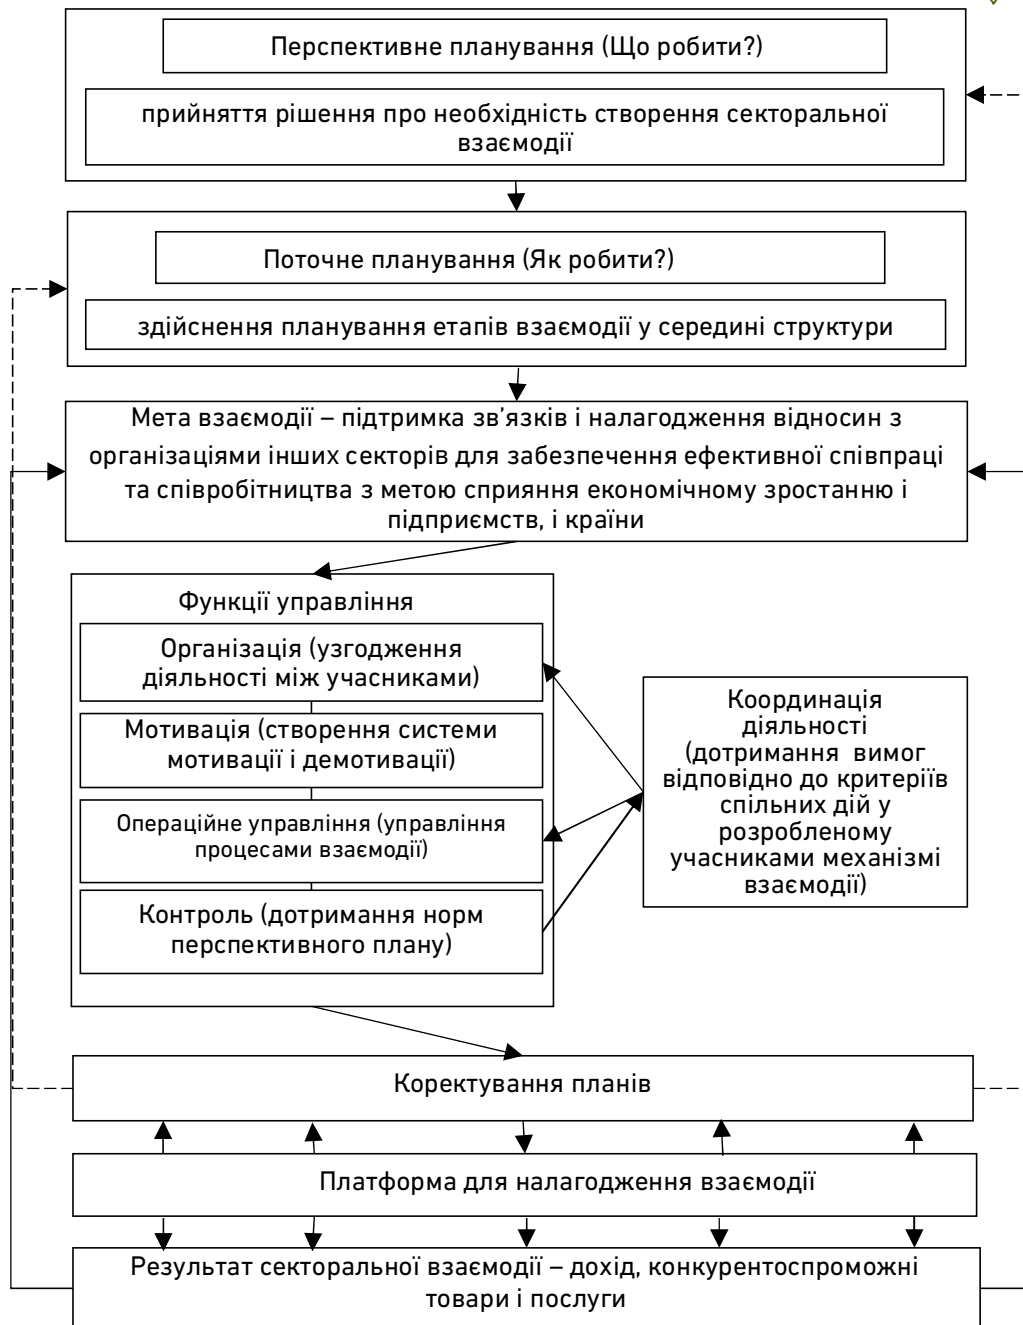 Перспективне планування (Що робити?)
прийняття рішення про необхідність створення секторальної
взаємодії
Поточне планування (Як робити?)
здійснення планування етапів взаємодії у середині структури
Мета взаємодії – підтримка зв’язків і налагодження відносин з
організаціями інших секторів для забезпечення ефективної співпраці
та співробітництва з метою сприяння економічному зростанню і
підприємств, і країни
Функції управління
Організація (узгодження
діяльності між учасниками)
Мотивація (створення системи
мотивації і демотивації)
Операційне управління (управління
процесами взаємодії)
Контроль (дотримання норм
перспективного плану)
Координація
діяльності
(дотримання вимог
відповідно до критеріїв
спільних дій у
розробленому
учасниками механізмі
взаємодії)
Коректування планів
Платформа для налагодження взаємодії
Результат секторальної взаємодії – дохід, конкурентоспроможні
товари і послуги